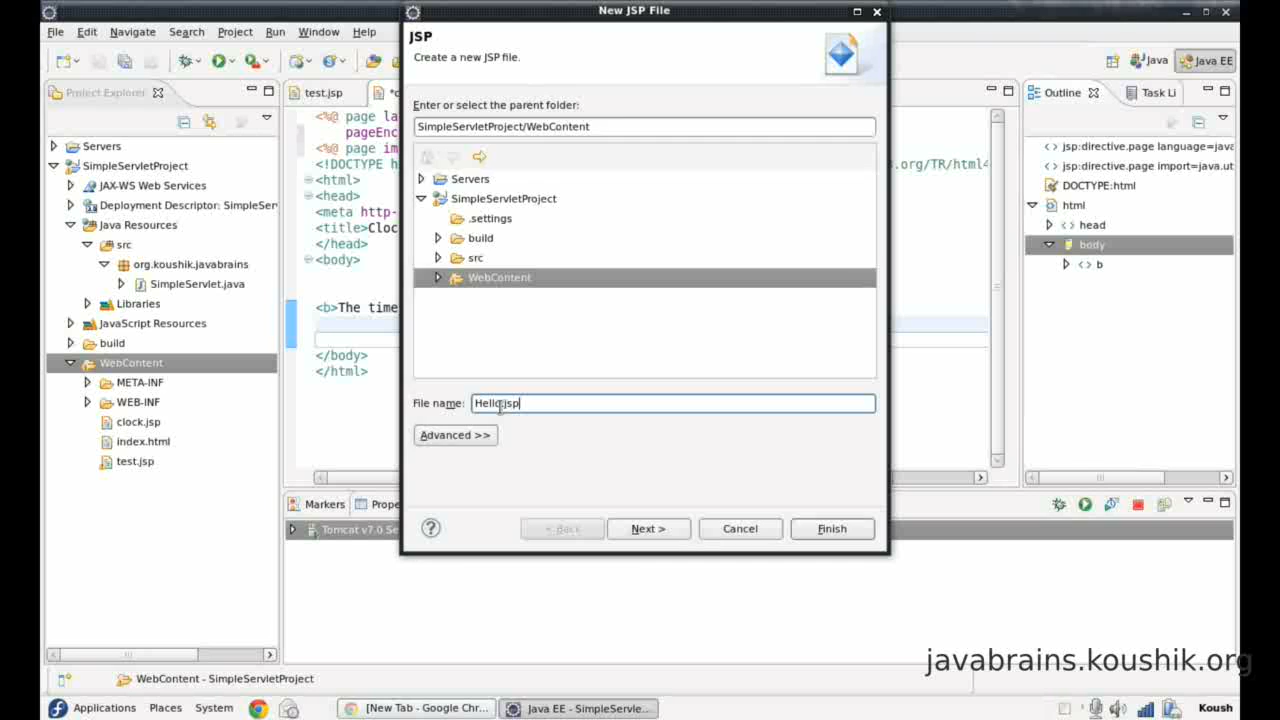 New JSP File
File Edit Navigate Search Project Run Window Help
JSP
Create a new JSP file.
Java
Java EE
Project Explorer
test.jsp
Outline
Task Li
Enter or select the parent folder:
SimpleServletProject/WebContent
Servers
SimpleServletProject
.settings
build
src
WebContent
File name:
Hello.jsp
Advanced >>
< Back
Next >
Cancel
Finish
Servers
SimpleServletProject
JAX-WS Web Services
Deployment Descriptor: SimpleSer
Java Resources
src
org.koushik.javabrains
SimpleServlet.java
Libraries
JavaScript Resources
build
WebContent
META-INF
WEB-INF
clock.jsp
index.html
test.jsp
<%@ page la
pageEnc
<%@ page im
<!DOCTYPE h
.org/TR/html4
<html>
<head>
<meta http-
<title>Cloc
</head>
<body>
<b>The time
</body>
</html>
jsp:directive.page language=java
jsp:directive.page import=java.ut
DOCTYPE:html
html
head
body
b
Markers
Prope
Tomcat v7.0 Se
javabrains.koushik.org
WebContent - SimpleServletProject
Applications Places System
[New Tab - Google Chr...
Java EE - SimpleServle...
Koush